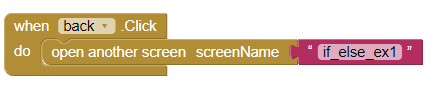 when back .Click
do open another screen screenName " if_else_ex1 "